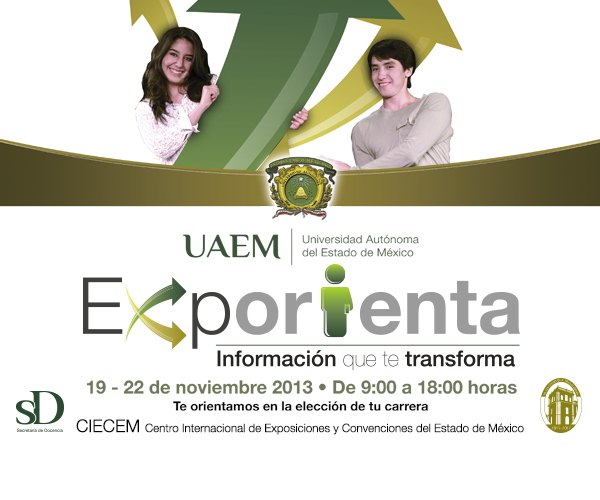 UAEM
Universidad Autónoma
del Estado de México
Exporienta
Información que te transforma
19 - 22 de noviembre 2013 • De 9:00 a 18:00 horas
Te orientamos en la elección de tu carrera
SD
Secretaría de Docencia
CIECEM Centro Internacional de Exposiciones y Convenciones del Estado de México